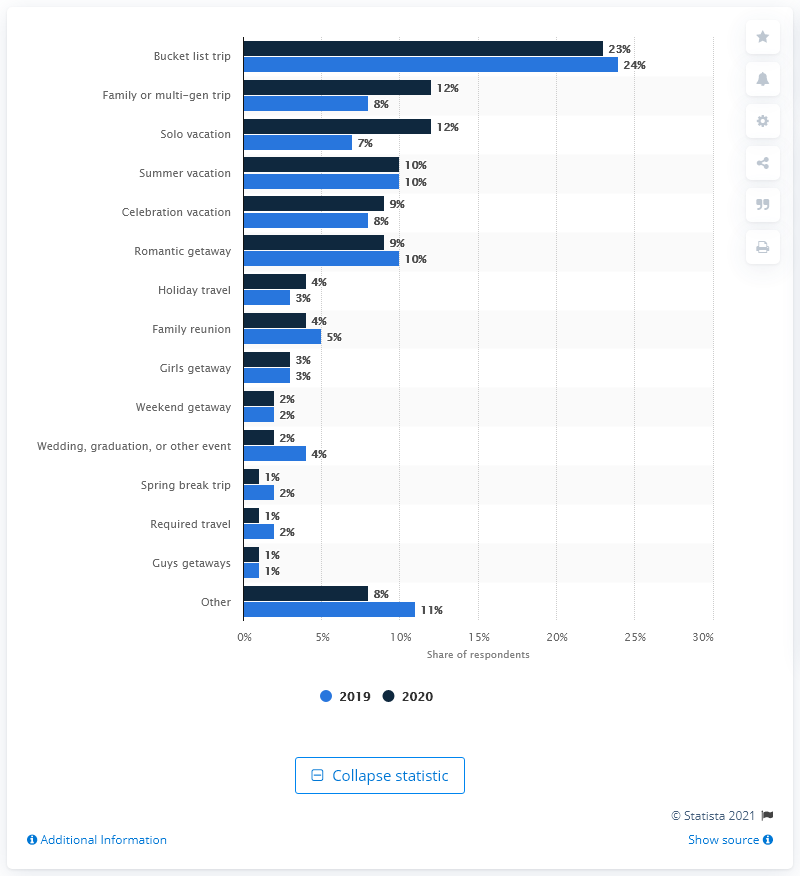 Bucket list trip
23%
24%
Family or multi-gen trip
12%
8%
Solo vacation
12%
7%
Summer vacation
10%
10%
Celebration vacation
9%
8%
Romantic getaway
9%
10%
Holiday travel
4%
3%
Family reunion
4%
5%
Girls getaway
3%
3%
Weekend getaway
2%
2%
Wedding, graduation, or other event
2%
4%
Spring break trip
1%
2%
Required travel
1%
2%
Guys getaways
1%
1%
Other
8%
11%
0% 5% 10% 15% 20% 25% 30%
Share of respondents
2019 2020
Collapse statistic
© Statista 2021
Additional Information Show source